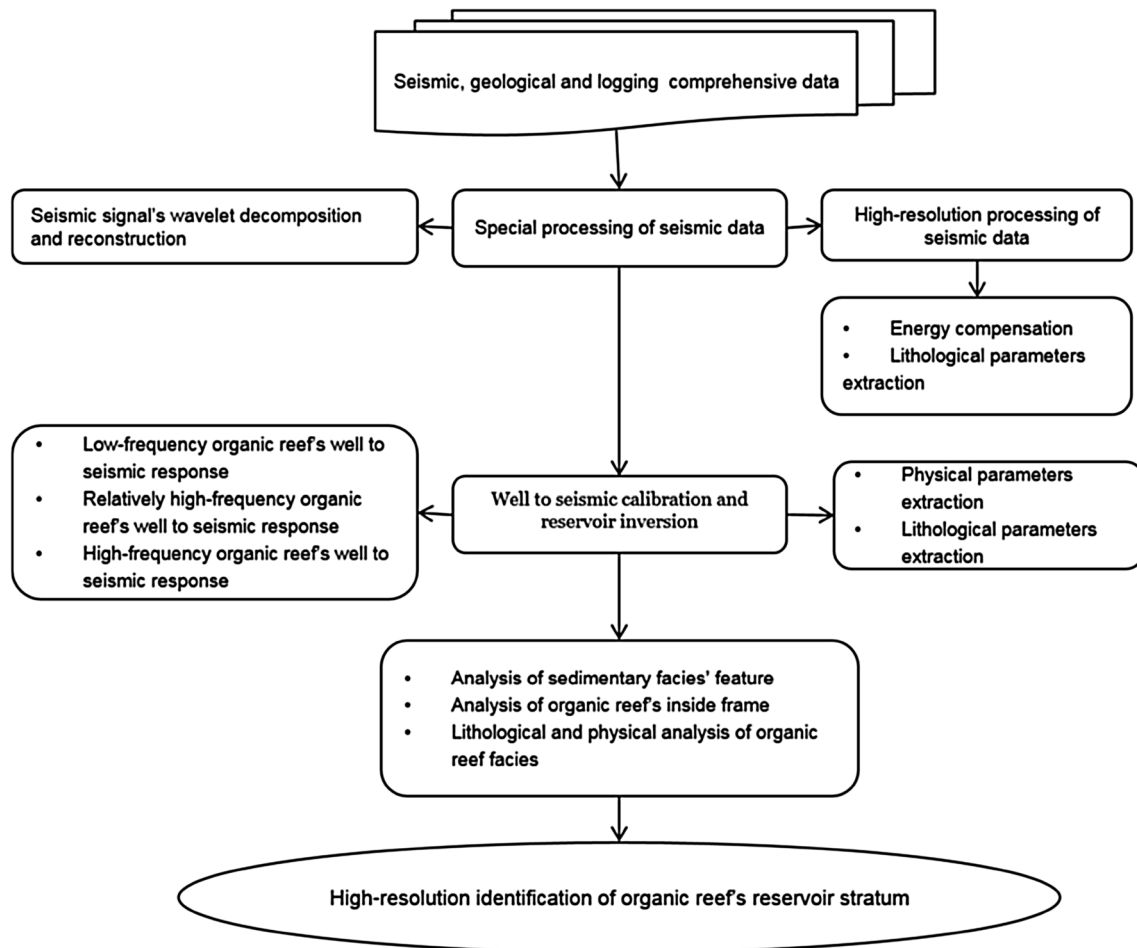 Seismic, geological and logging comprehensive data
Seismic signal's wavelet decomposition
and reconstruction
Special processing of seismic data
High-resolution processing of
seismic data
• Energy compensation
• Lithological parameters
extraction
• Low-frequency organic reef's well to
seismic response
• Relatively high-frequency organic
reef's well to seismic response
• High-frequency organic reef's well to
seismic response
Well to seismic calibration and
reservoir inversion
• Physical parameters
extraction
• Lithological parameters
extraction
• Analysis of sedimentary facies' feature
• Analysis of organic reef's inside frame
• Lithological and physical analysis of organic
reef facies
High-resolution identification of organic reef's reservoir stratum